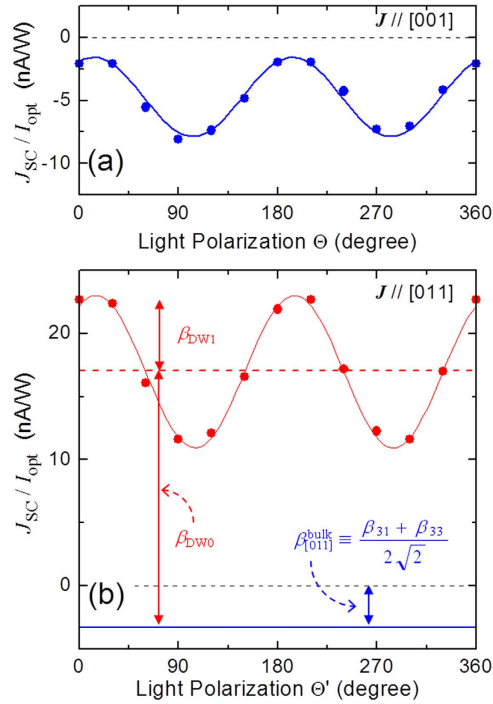 J // [001]
0
-5
-10
J_SC / I_opt (nA/W)
(a)
0 90 180 270 360
Light Polarization Θ (degree)
J // [011]
20
10
0
J_SC / I_opt (nA/W)
β_DW1
β_DW0
β^bulk_[011] ≡ (β_31 + β_33) / (2√2)
(b)
0 90 180 270 360
Light Polarization Θ' (degree)